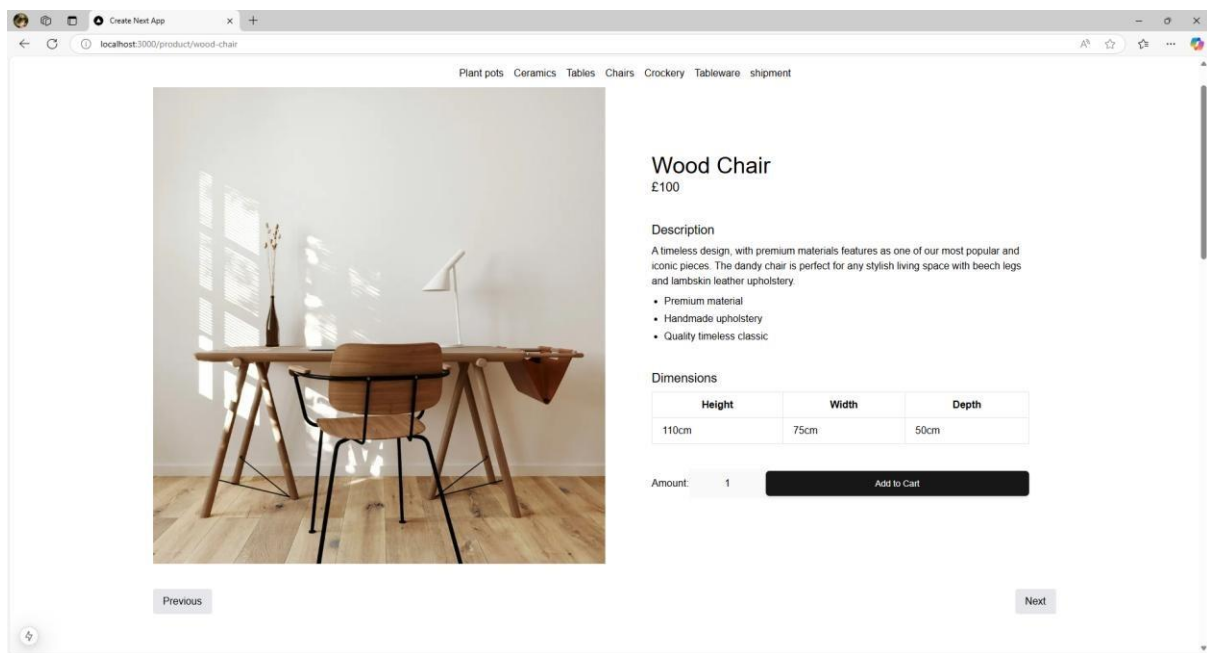 Create Next App
localhost:3000/product/wood-chair
Plant pots Ceramics Tables Chairs Crockery Tableware shipment
Wood Chair
£100
Description
A timeless design, with premium materials features as one of our most popular and
iconic pieces. The dandy chair is perfect for any stylish living space with beech legs
and lambskin leather upholstery.
• Premium material
• Handmade upholstery
• Quality timeless classic
Dimensions
Height Width Depth
110cm 75cm 50cm
Amount: 1 Add to Cart
Previous Next